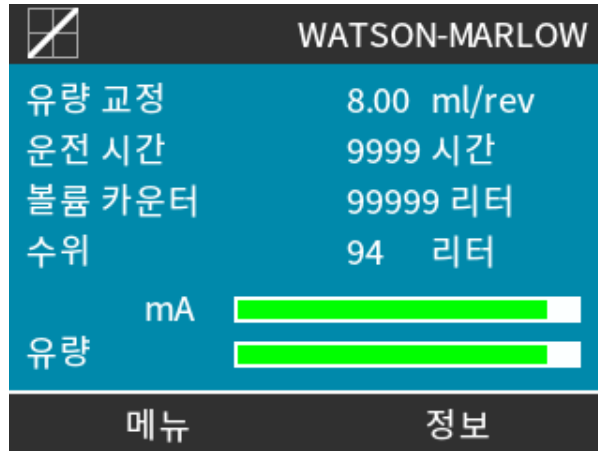 WATSON-MARLOW
유량 교정 8.00 ml/rev
운전 시간 9999 시간
볼륨 카운터 99999 리터
수위 94 리터
mA
유량
메뉴 정보